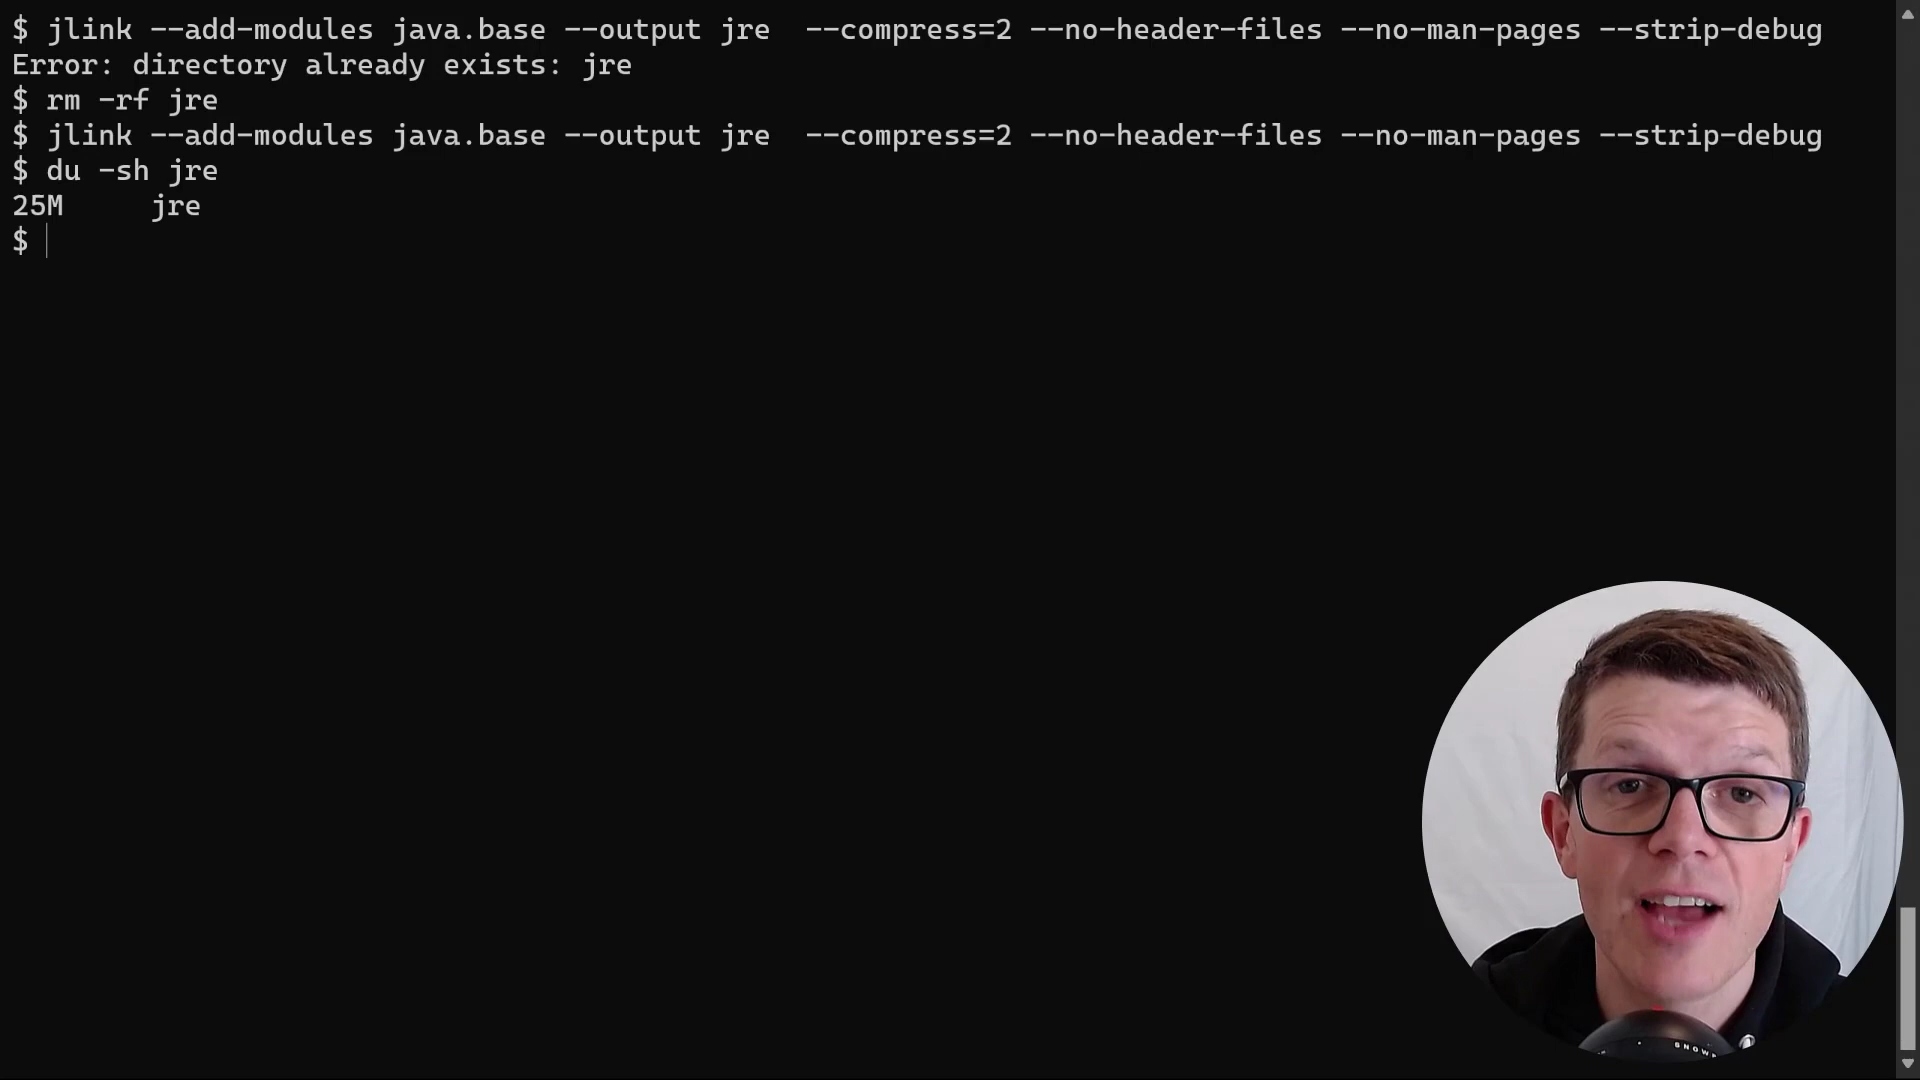 $ jlink --add-modules java.base --output jre  --compress=2 --no-header-files --no-man-pages --strip-debug
Error: directory already exists: jre
$ rm -rf jre
$ jlink --add-modules java.base --output jre  --compress=2 --no-header-files --no-man-pages --strip-debug
$ du -sh jre
25M     jre
$